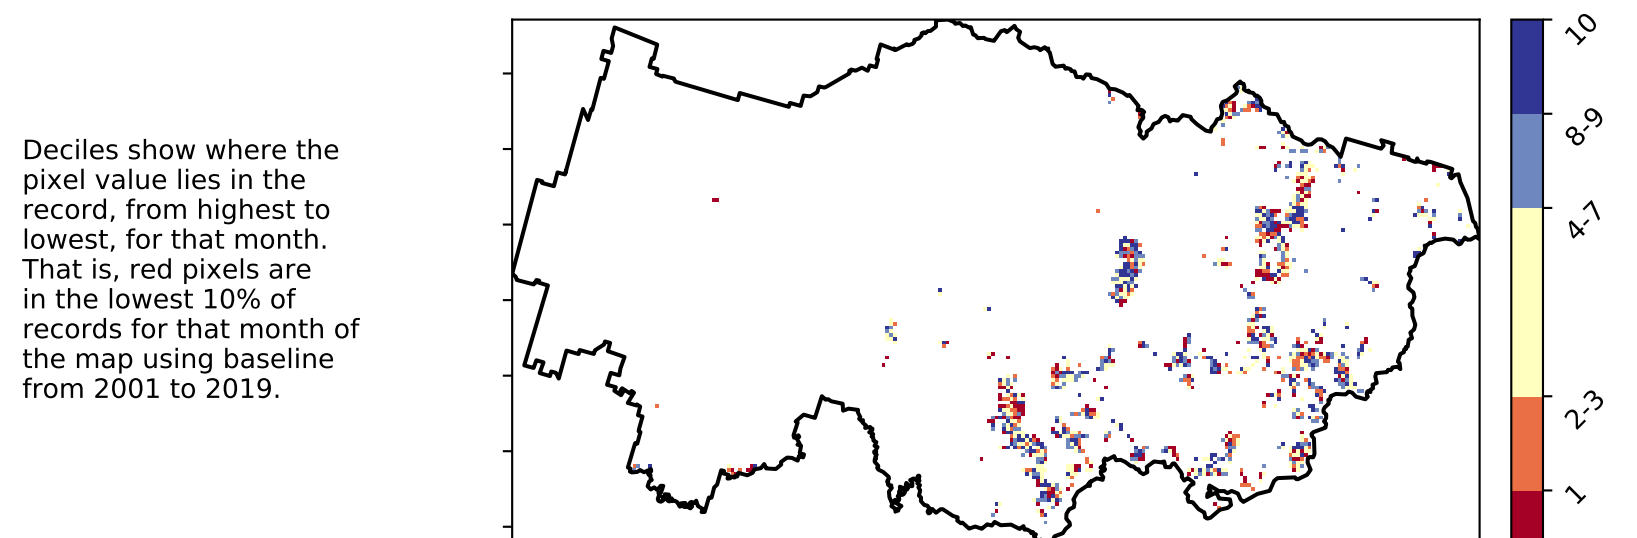 Deciles show where the
pixel value lies in the
record, from highest to
lowest, for that month.
That is, red pixels are
in the lowest 10% of
records for that month of
the map using baseline
from 2001 to 2019.
10
8-9
4-7
2-3
1